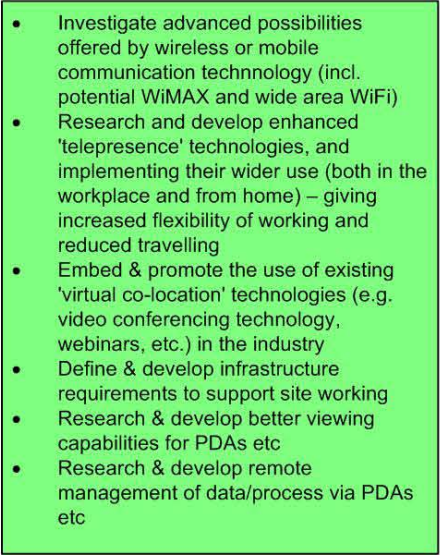 • Investigate advanced possibilities
offered by wireless or mobile
communication technnology (incl.
potential WiMAX and wide area WiFi)
• Research and develop enhanced
'telepresence' technologies, and
implementing their wider use (both in the
workplace and from home) – giving
increased flexibility of working and
reduced travelling
• Embed & promote the use of existing
'virtual co-location' technologies (e.g.
video conferencing technology,
webinars, etc.) in the industry
• Define & develop infrastructure
requirements to support site working
• Research & develop better viewing
capabilities for PDAs etc
• Research & develop remote
management of data/process via PDAs
etc